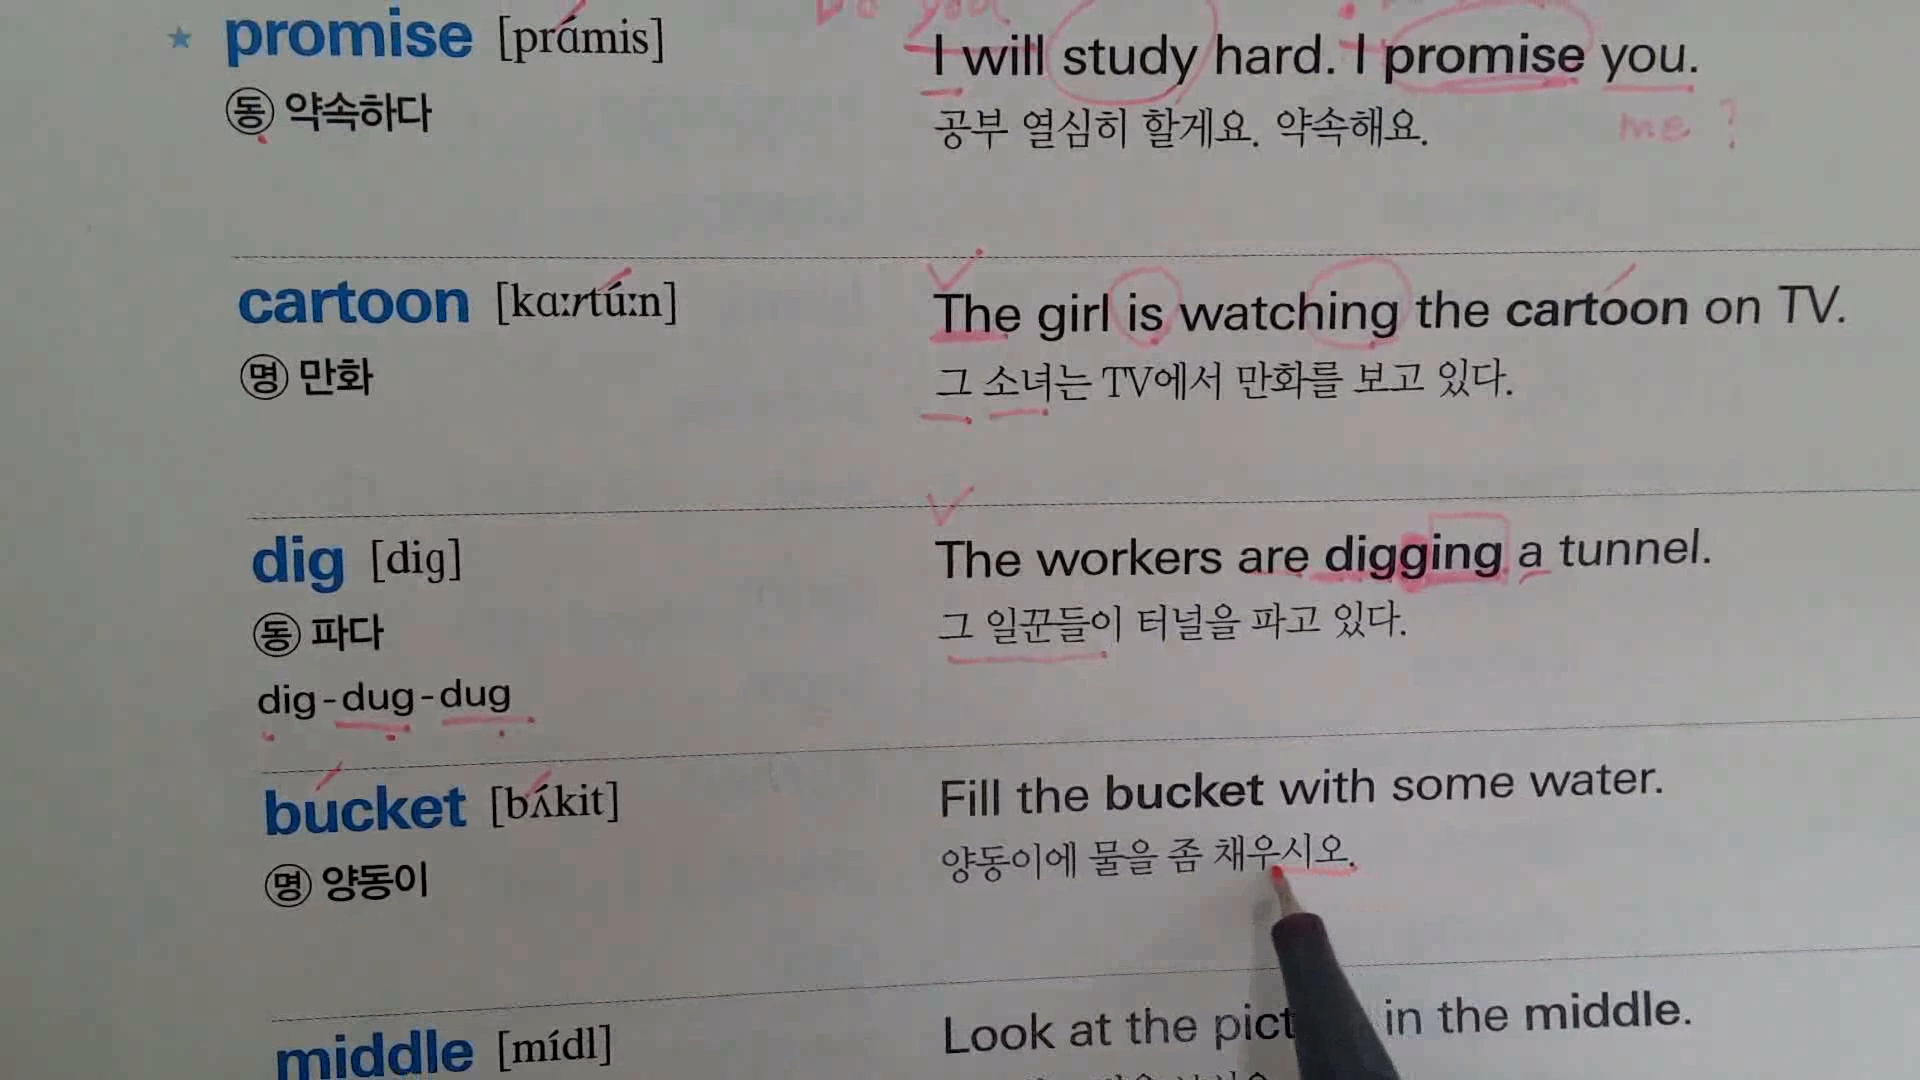 Do you
★ promise [prámis] I will study hard. I promise you.
동 약속하다 공부 열심히 할게요. 약속해요.
me ?
cartoon [kɑːrtúːn] The girl is watching the cartoon on TV.
명 만화 그 소녀는 TV에서 만화를 보고 있다.
dig [dig] The workers are digging a tunnel.
동 파다 그 일꾼들이 터널을 파고 있다.
dig-dug-dug
bucket [bʌ́kit] Fill the bucket with some water.
명 양동이 양동이에 물을 좀 채우시오.
middle [mídl] Look at the in the middle.